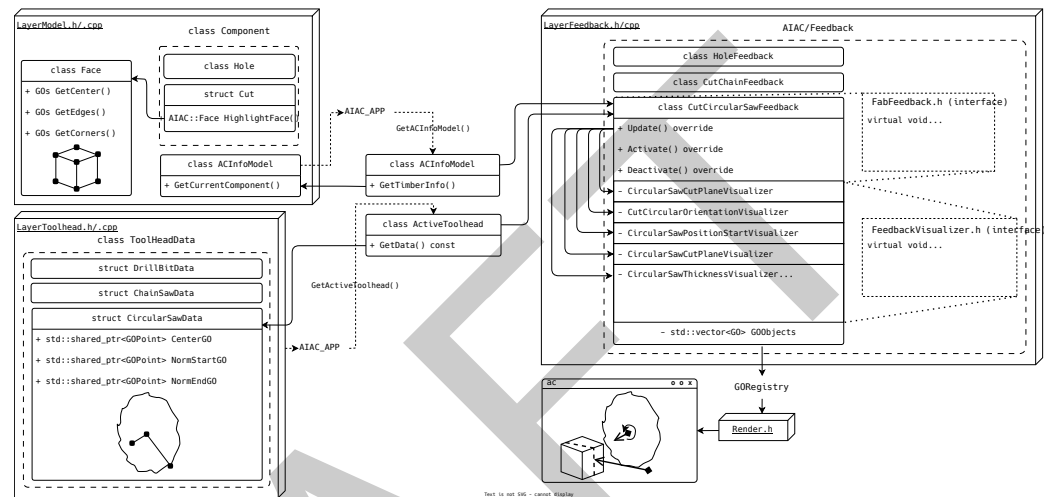 LayerModel.h/.cpp
class Component
class Face
+ GOs GetCenter()
+ GOs GetEdges()
+ GOs GetCorners()
class Hole
struct Cut
AIAC::Face HighlightFace()
class ACInfoModel
+ GetCurrentComponent()
AIAC_APP
GetACInfoModel()
class ACInfoModel
+ GetTimberInfo()
class ActiveToolhead
+ GetData() const
GetActiveToolhead()
AIAC_APP
LayerToolhead.h/.cpp
class ToolHeadData
struct DrillBitData
struct ChainSawData
struct CircularSawData
+ std::shared_ptr<GOPoint> CenterGO
+ std::shared_ptr<GOPoint> NormStartGO
+ std::shared_ptr<GOPoint> NormEndGO
LayerFeedback.h/cpp
AIAC/Feedback
class HoleFeedback
class CutChainFeedback
class CutCircularSawFeedback
+ Update() override
+ Activate() override
+ Deactivate() override
- CircularSawCutPlaneVisualizer
- CutCircularOrientationVisualizer
- CircularSawPositionStartVisualizer
- CircularSawCutPlaneVisualizer
- CircularSawThicknessVisualizer...
- std::vector<GO> GOObjects
FabFeedback.h (interface)
virtual void...
FeedbackVisualizer.h (interface)
virtual void...
GORegistry
Render.h
ac
o o x
Text is not SVG - cannot display